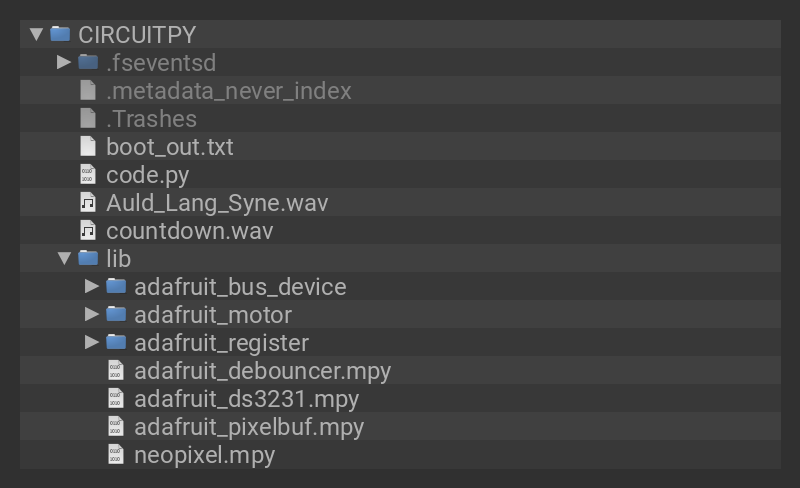 CIRCUITPY
.fseventsd
.metadata_never_index
.Trashes
boot_out.txt
code.py
Auld_Lang_Syne.wav
countdown.wav
lib
adafruit_bus_device
adafruit_motor
adafruit_register
adafruit_debouncer.mpy
adafruit_ds3231.mpy
adafruit_pixelbuf.mpy
neopixel.mpy